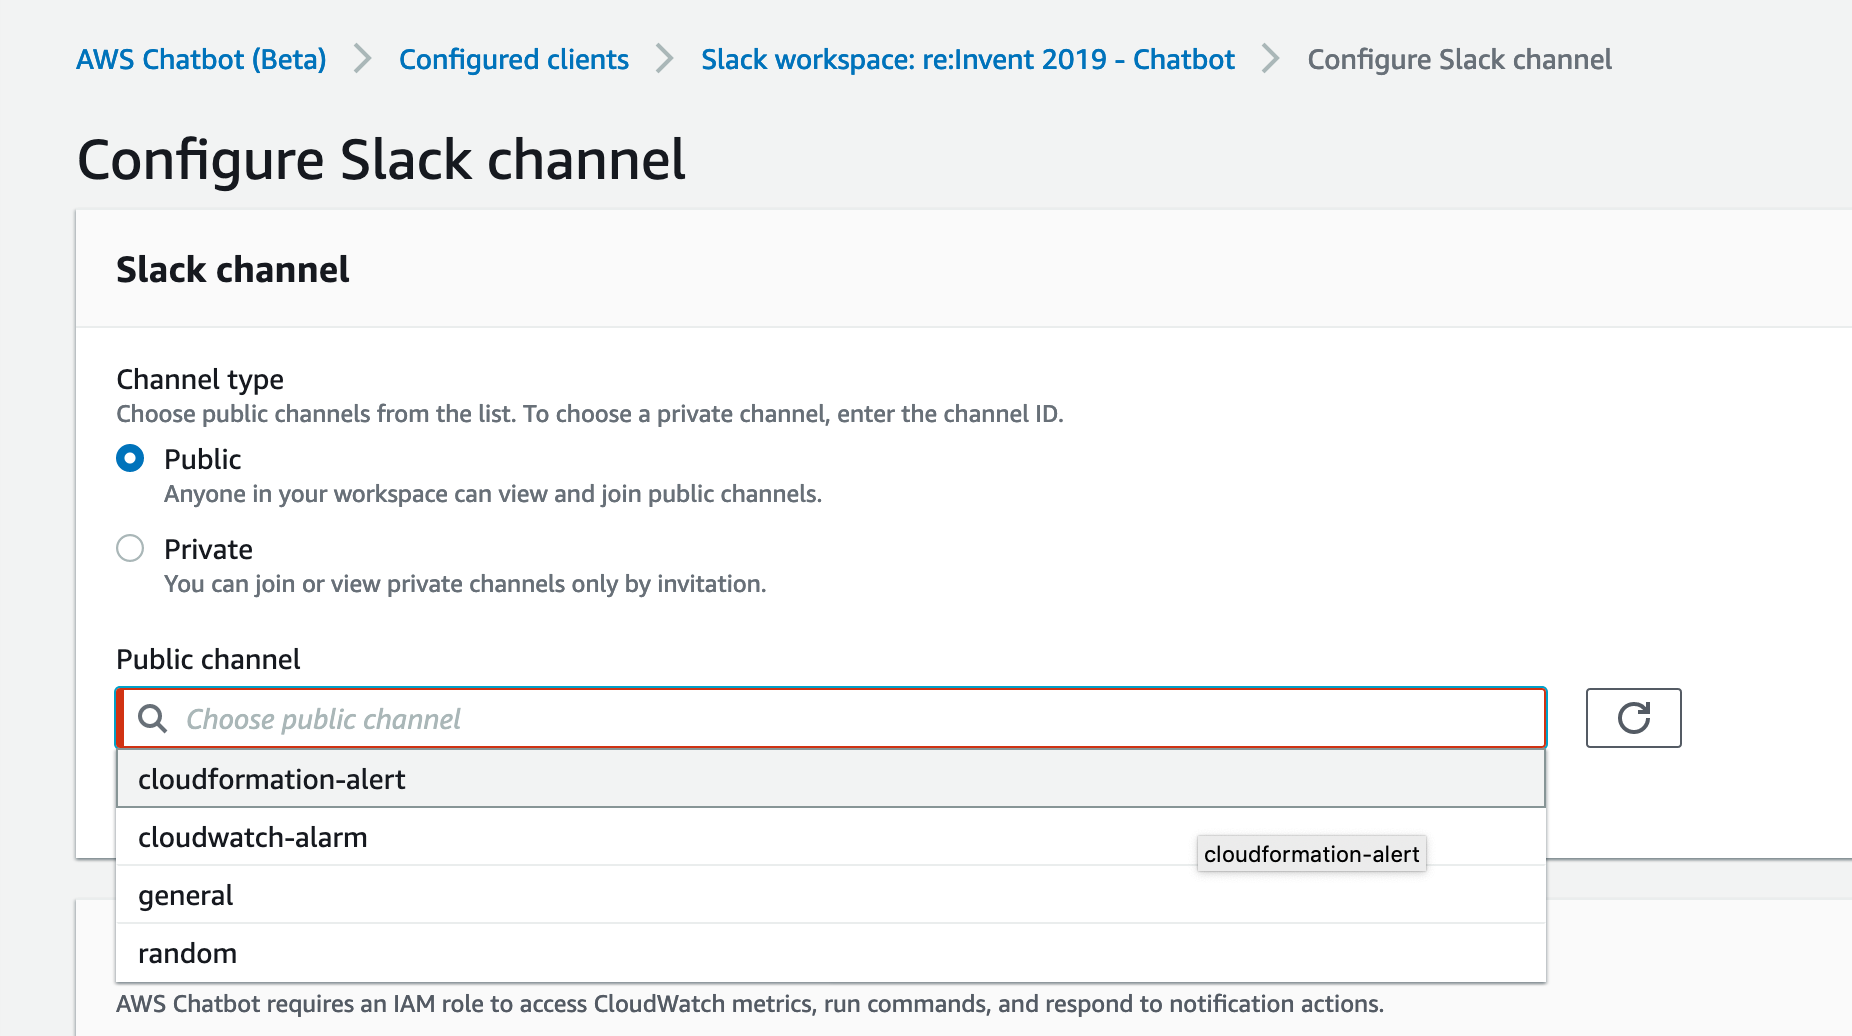 AWS Chatbot (Beta) > Configured clients > Slack workspace: re:Invent 2019 - Chatbot > Configure Slack channel
Configure Slack channel
Slack channel
Channel type
Choose public channels from the list. To choose a private channel, enter the channel ID.
Public
Anyone in your workspace can view and join public channels.
Private
You can join or view private channels only by invitation.
Public channel
Choose public channel
cloudformation-alert
cloudwatch-alarm
cloudformation-alert
general
random
AWS Chatbot requires an IAM role to access CloudWatch metrics, run commands, and respond to notification actions.